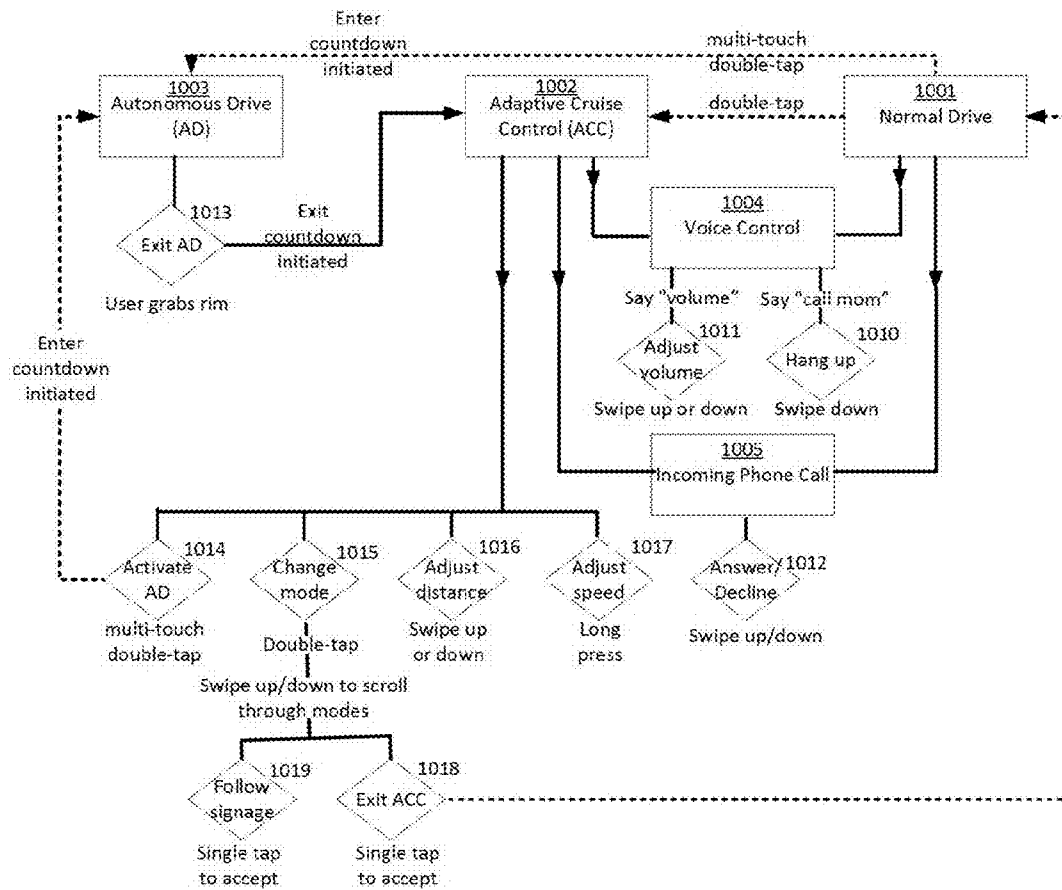 Enter
countdown
initiated
multi-touch
double-tap
1003
Autonomous Drive
(AD)
1002
Adaptive Cruise
Control (ACC)
double-tap
1001
Normal Drive
1013
Exit AD
User grabs rim
Exit
countdown
initiated
1004
Voice Control
Say "volume"
Say "call mom"
1011
Adjust
volume
Swipe up or down
1010
Hang up
Swipe down
Enter
countdown
initiated
1005
Incoming Phone Call
1014
Activate
AD
multi-touch
double-tap
1015
Change
mode
Double-tap
1016
Adjust
distance
Swipe up
or down
1017
Adjust
speed
Long
press
1012
Answer/
Decline
Swipe up/down
Swipe up/down to scroll
through modes
1019
Follow
signage
Single tap
to accept
1018
Exit ACC
Single tap
to accept